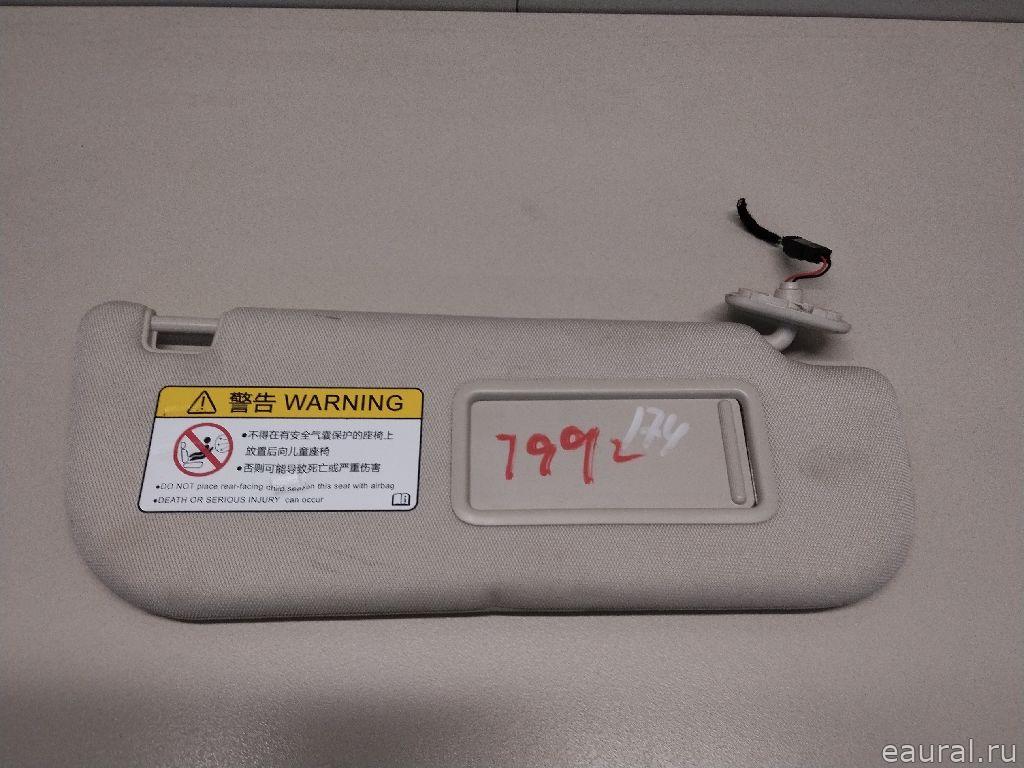 警告 WARNING
●不得在有安全气囊保护的座椅上
放置后向儿童座椅
●否则可能导致死亡或严重伤害
●DO NOT place rear-facing child seat on this seat with airbag
●DEATH OR SERIOUS INJURY can occur
7992
174
eaural.ru